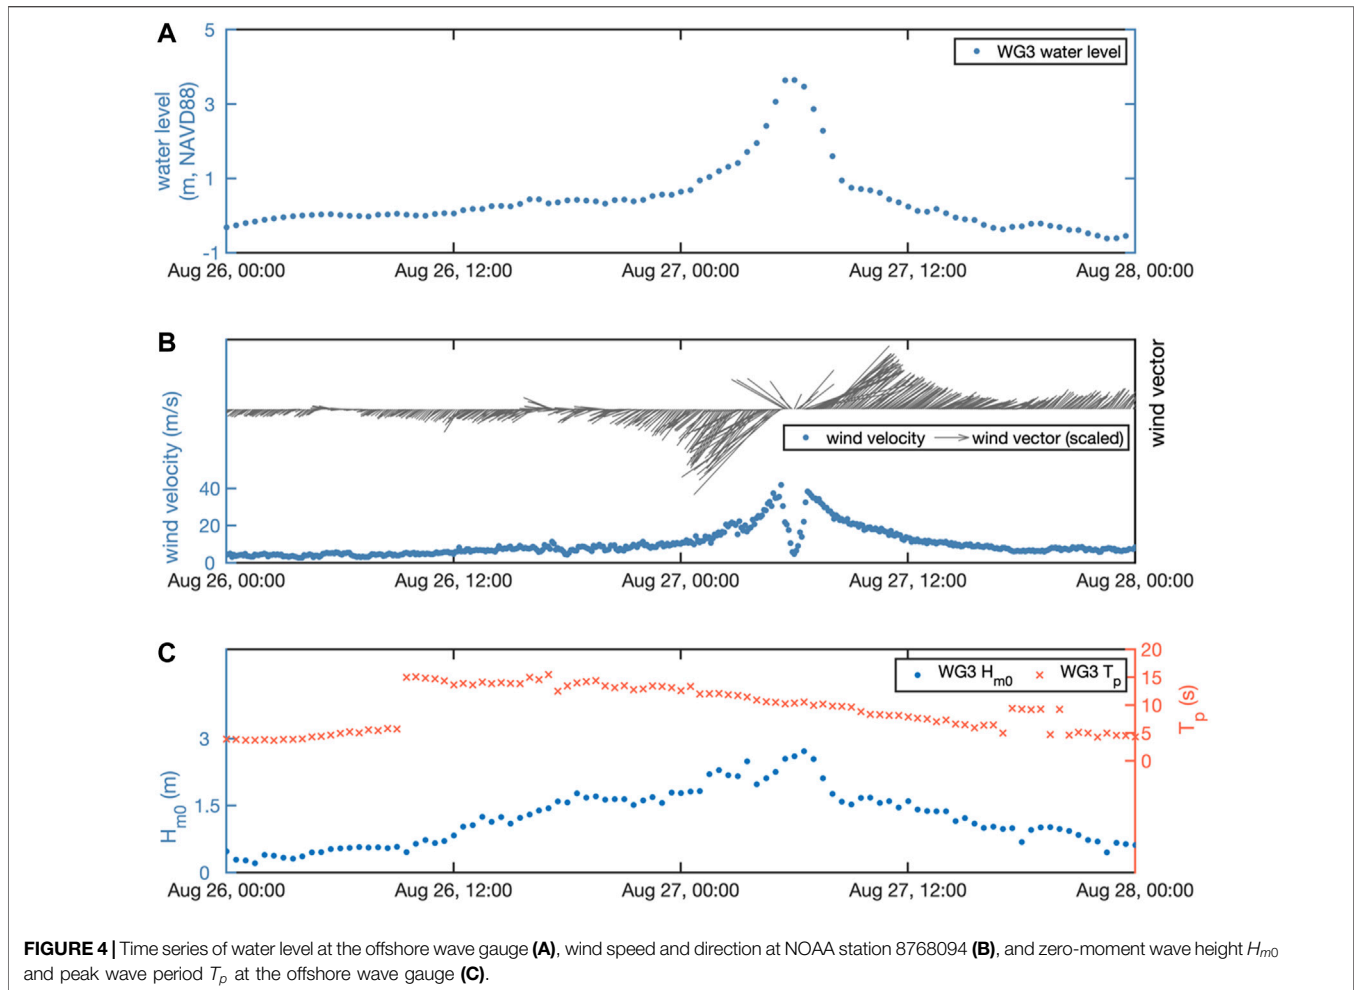 A
5
WG3 water level
3
water level
(m, NAVD88)
1
-1
Aug 26, 00:00 Aug 26, 12:00 Aug 27, 00:00 Aug 27, 12:00 Aug 28, 00:00
B
wind vector
wind velocity (m/s)
wind velocity wind vector (scaled)
40
20
0
Aug 26, 00:00 Aug 26, 12:00 Aug 27, 00:00 Aug 27, 12:00 Aug 28, 00:00
C
20
WG3 Hm0 WG3 Tp
15
10
Tp (s)
3
5
0
Hm0 (m)
1.5
0
Aug 26, 00:00 Aug 26, 12:00 Aug 27, 00:00 Aug 27, 12:00 Aug 28, 00:00
FIGURE 4 | Time series of water level at the offshore wave gauge (A), wind speed and direction at NOAA station 8768094 (B), and zero-moment wave height Hm0
and peak wave period Tp at the offshore wave gauge (C).